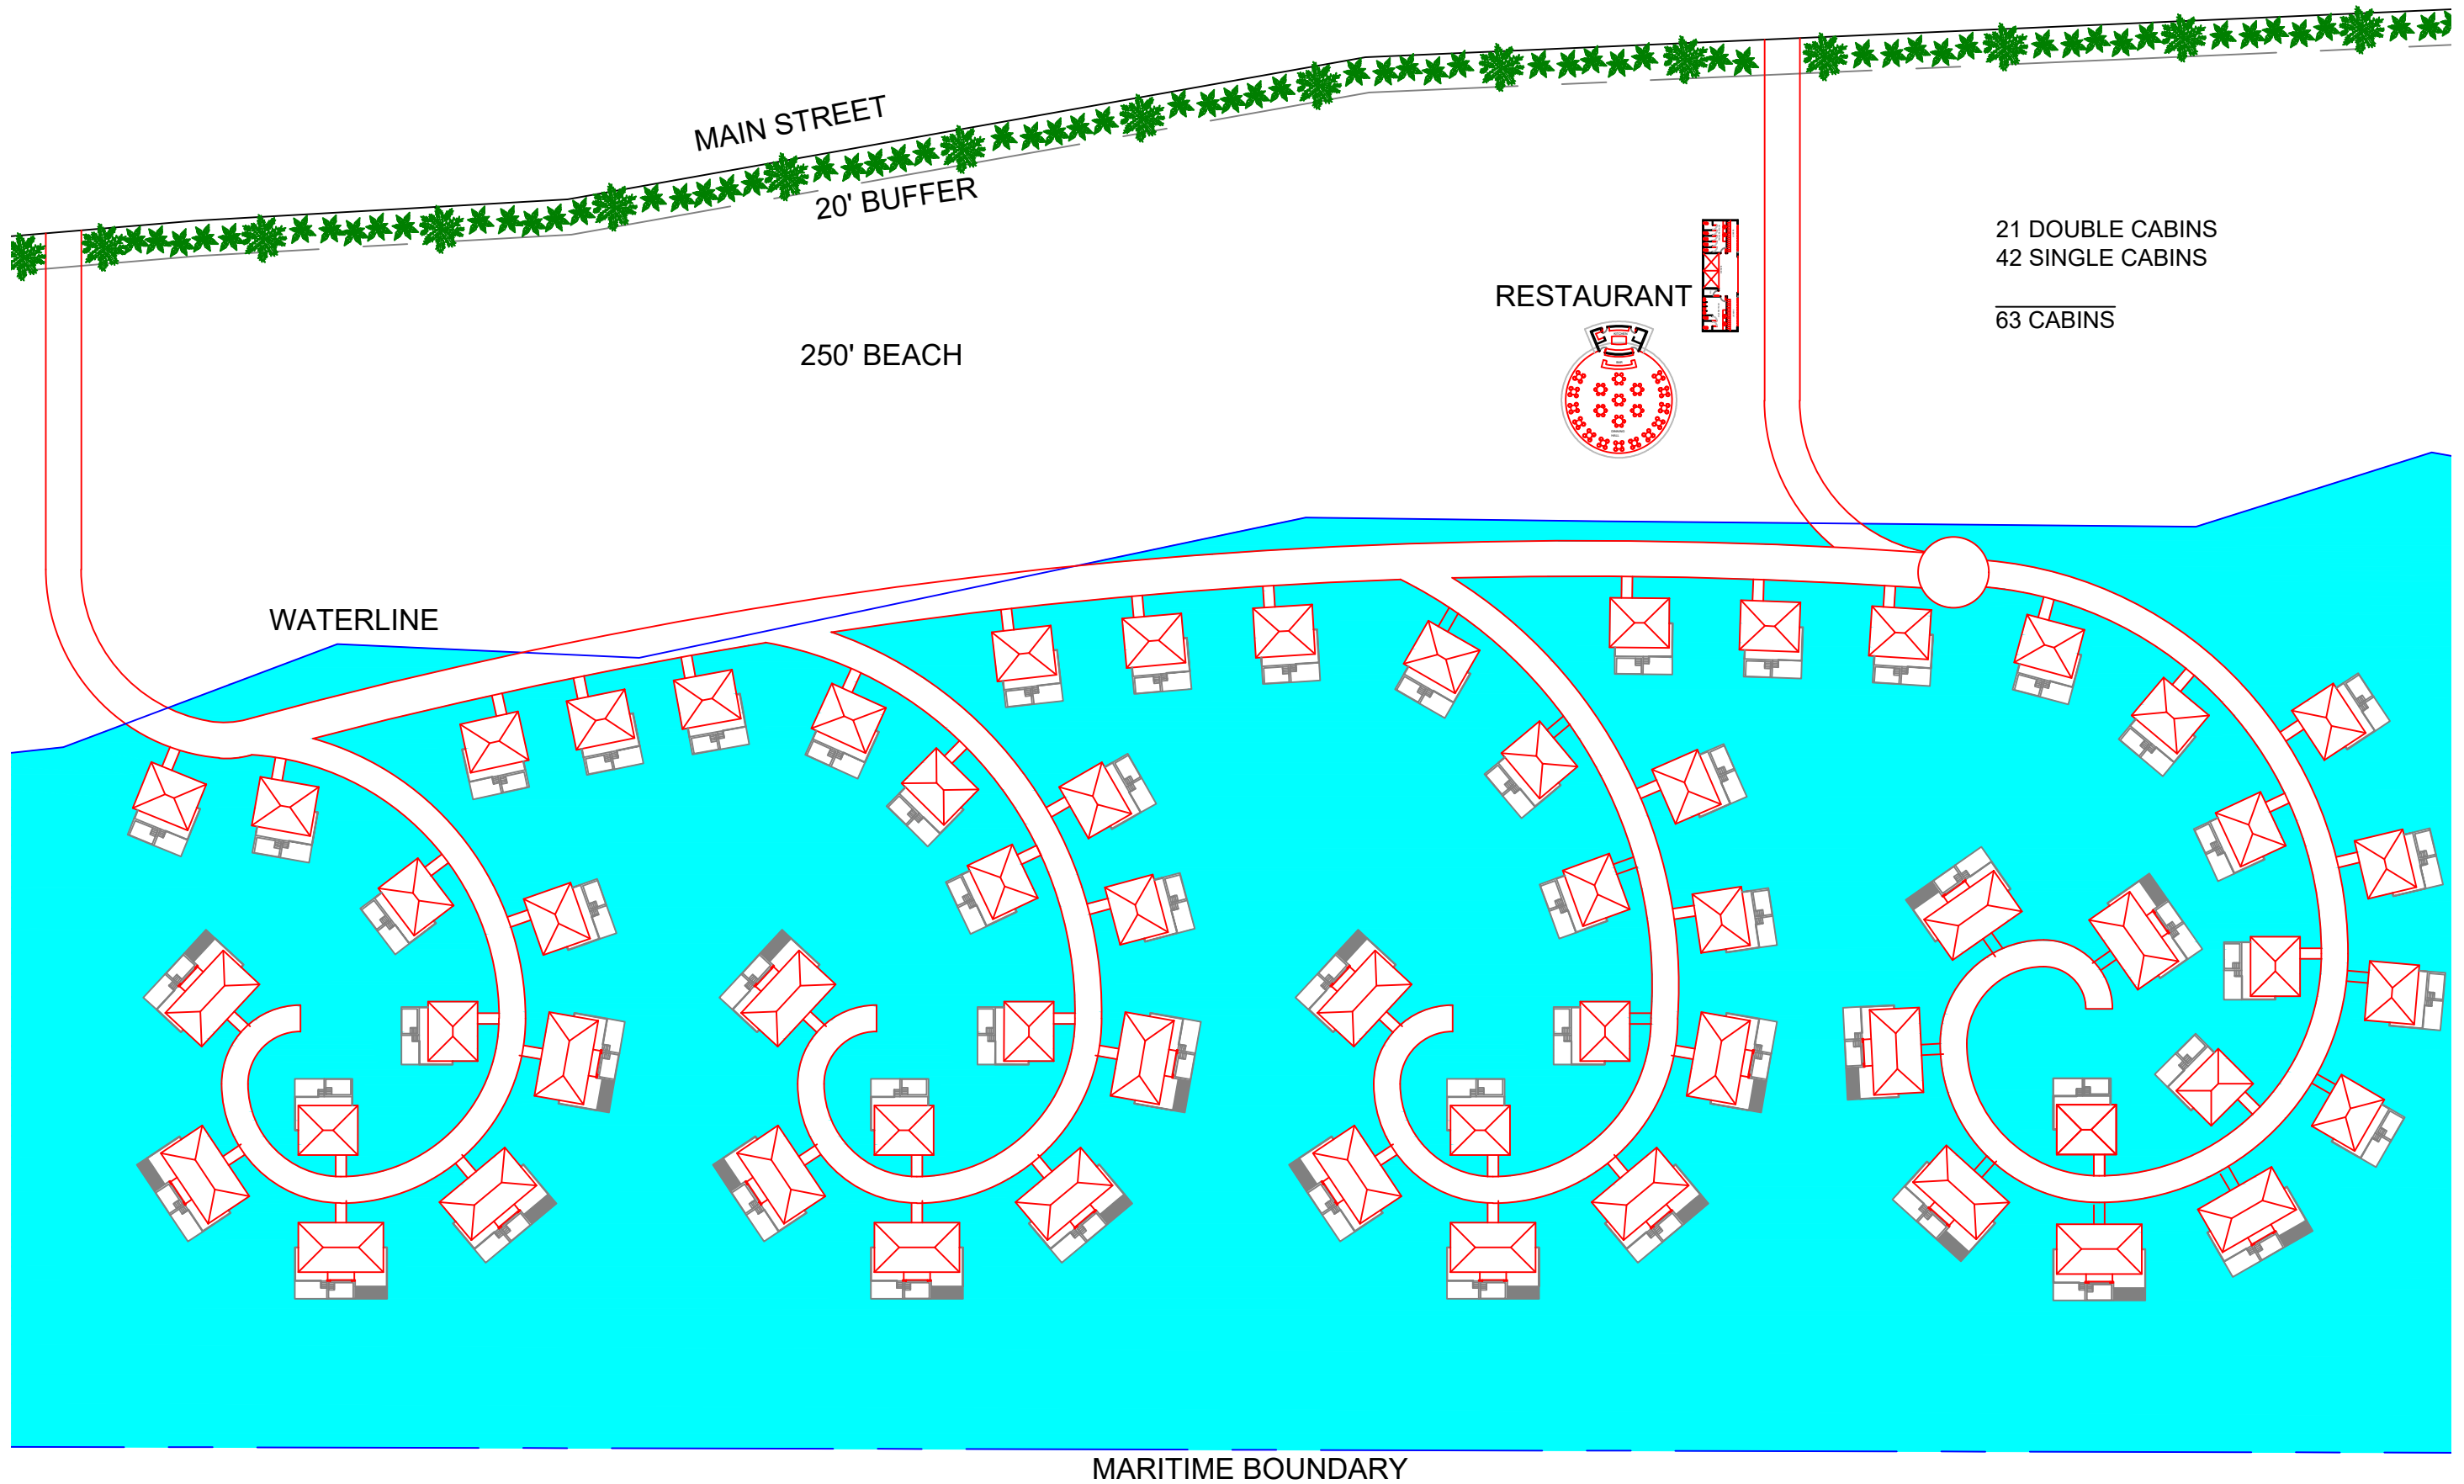 MAIN STREET
20' BUFFER
21 DOUBLE CABINS
42 SINGLE CABINS
RESTAURANT
63 CABINS
250' BEACH
WATERLINE
MARITIME BOUNDARY